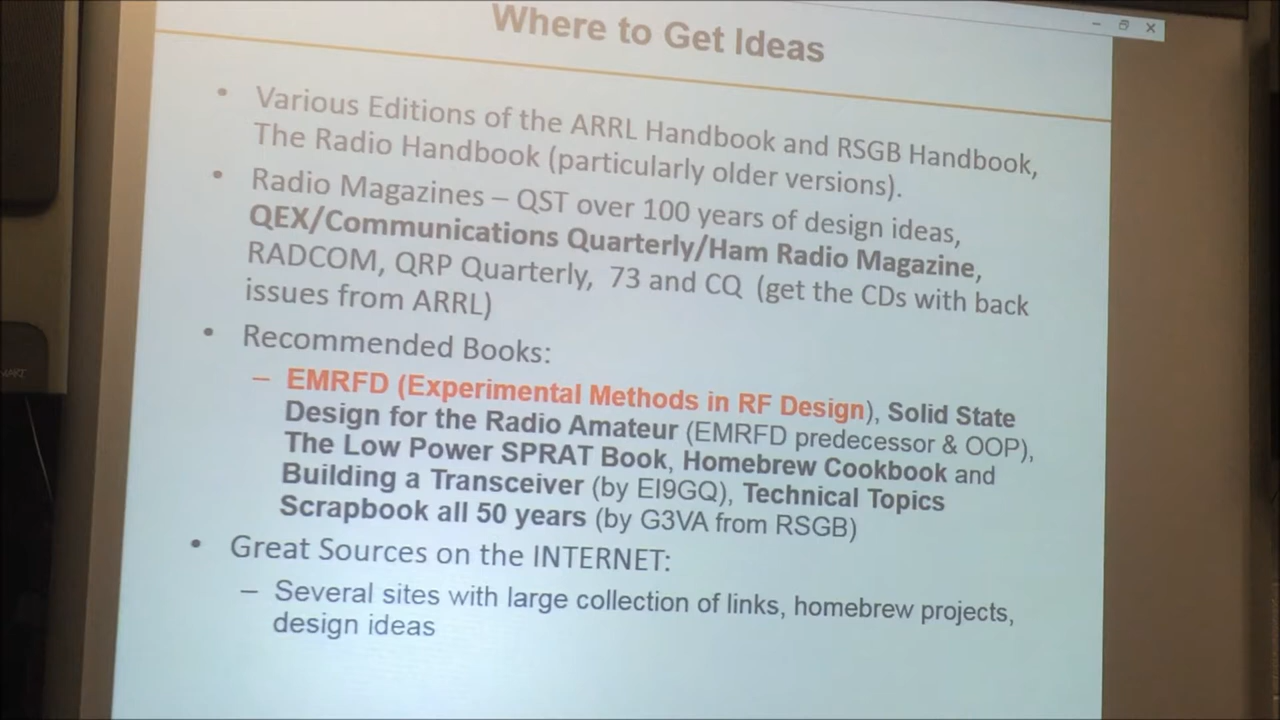 Where to Get Ideas
• Various Editions of the ARRL Handbook and RSGB Handbook,
The Radio Handbook (particularly older versions).
• Radio Magazines – QST over 100 years of design ideas,
QEX/Communications Quarterly/Ham Radio Magazine,
RADCOM, QRP Quarterly, 73 and CQ (get the CDs with back
issues from ARRL)
• Recommended Books:
– EMRFD (Experimental Methods in RF Design), Solid State
Design for the Radio Amateur (EMRFD predecessor & OOP),
The Low Power SPRAT Book, Homebrew Cookbook and
Building a Transceiver (by EI9GQ), Technical Topics
Scrapbook all 50 years (by G3VA from RSGB)
• Great Sources on the INTERNET:
– Several sites with large collection of links, homebrew projects,
design ideas